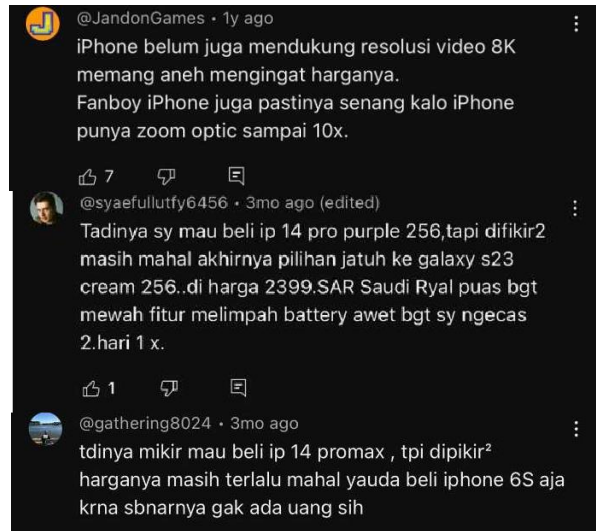 @JandonGames • 1y ago
iPhone belum juga mendukung resolusi video 8K
memang aneh mengingat harganya.
Fanboy iPhone juga pastinya senang kalo iPhone
punya zoom optic sampai 10x.
7
@syaefullutfy6456 • 3mo ago (edited)
Tadinya sy mau beli ip 14 pro purple 256,tapi difikir2
masih mahal akhirnya pilihan jatuh ke galaxy s23
cream 256..di harga 2399.SAR Saudi Ryal puas bgt
mewah fitur melimpah battery awet bgt sy ngecas
2.hari 1 x.
1
@gathering8024 • 3mo ago
tdinya mikir mau beli ip 14 promax , tpi dipikir²
harganya masih terlalu mahal yauda beli iphone 6S aja
krna sbnarnya gak ada uang sih